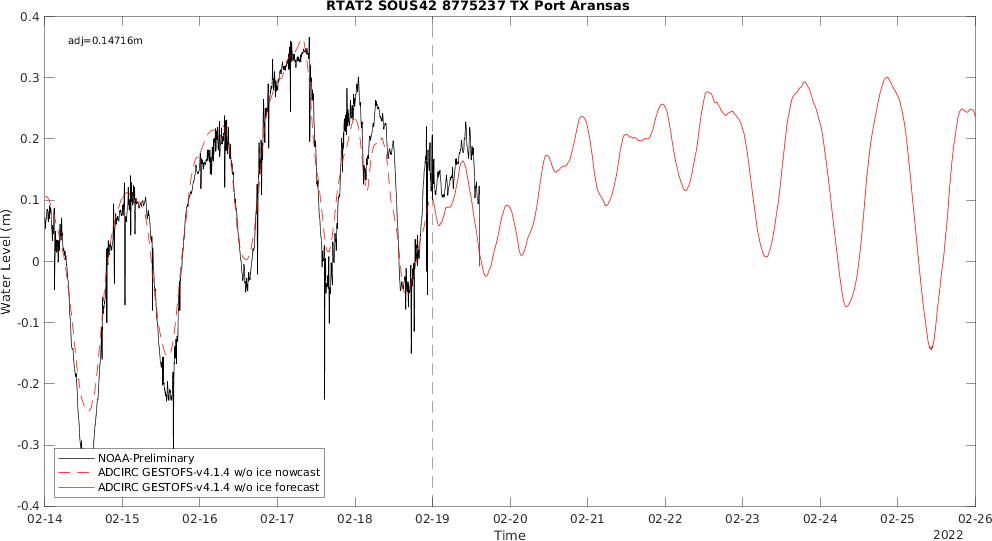 RTAT2 SOUS42 8775237 TX Port Aransas
adj=0.14716m
0.4
0.3
0.2
0.1
0
-0.1
-0.2
-0.3
-0.4
Water Level (m)
NOAA-Preliminary
ADCIRC GESTOFS-v4.1.4 w/o ice nowcast
ADCIRC GESTOFS-v4.1.4 w/o ice forecast
02-14 02-15 02-16 02-17 02-18 02-19 02-20 02-21 02-22 02-23 02-24 02-25 02-26
Time
2022